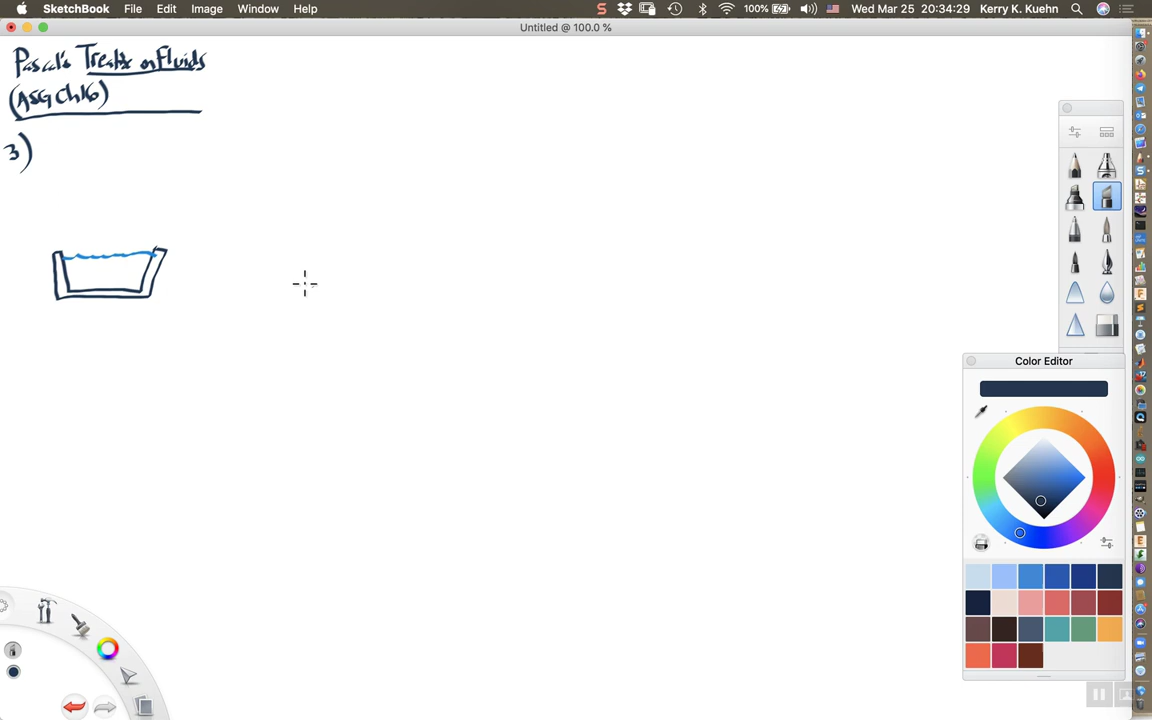 SketchBook File Edit Image Window Help 100% Wed Mar 25 20:34:29 Kerry K. Kuehn
Untitled @ 100.0 %
Pascal's Treatise on Fluids
(ASG Ch16)
3)
Color Editor